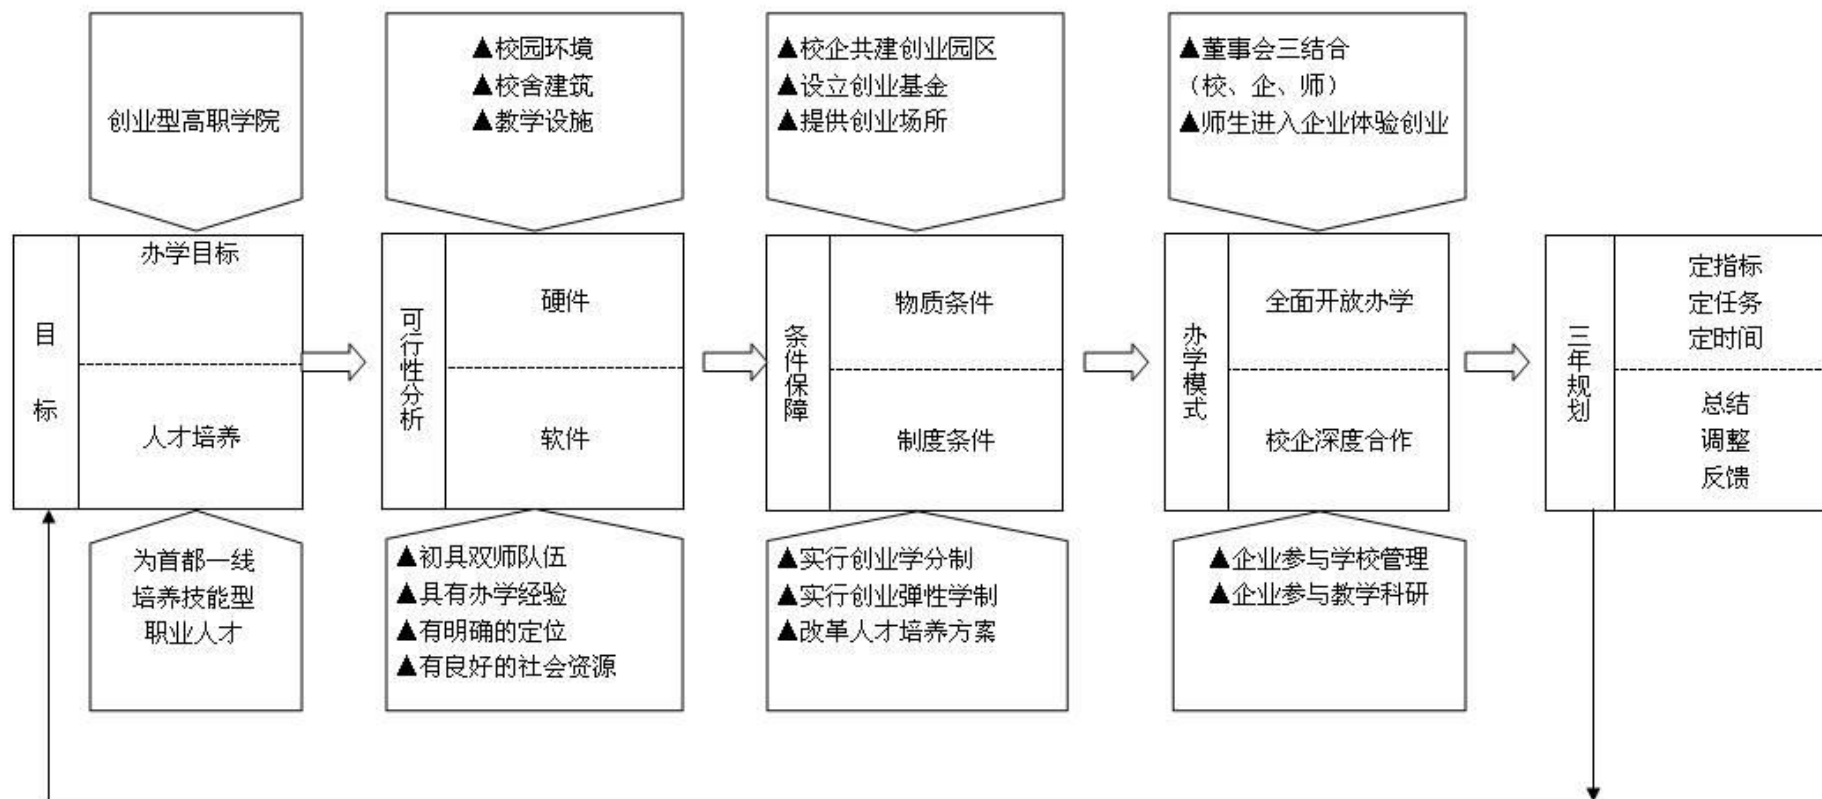 创业型高职学院
▲校园环境
▲校舍建筑
▲教学设施
▲校企共建创业园区
▲设立创业基金
▲提供创业场所
▲董事会三结合
（校、企、师）
▲师生进入企业体验创业
目标
办学目标
人才培养
可行性分析
硬件
软件
条件保障
物质条件
制度条件
办学模式
全面开放办学
校企深度合作
三年规划
定指标
定任务
定时间
总结
调整
反馈
为首都一线
培养技能型
职业人才
▲初具双师队伍
▲具有办学经验
▲有明确的定位
▲有良好的社会资源
▲实行创业学分制
▲实行创业弹性学制
▲改革人才培养方案
▲企业参与学校管理
▲企业参与教学科研